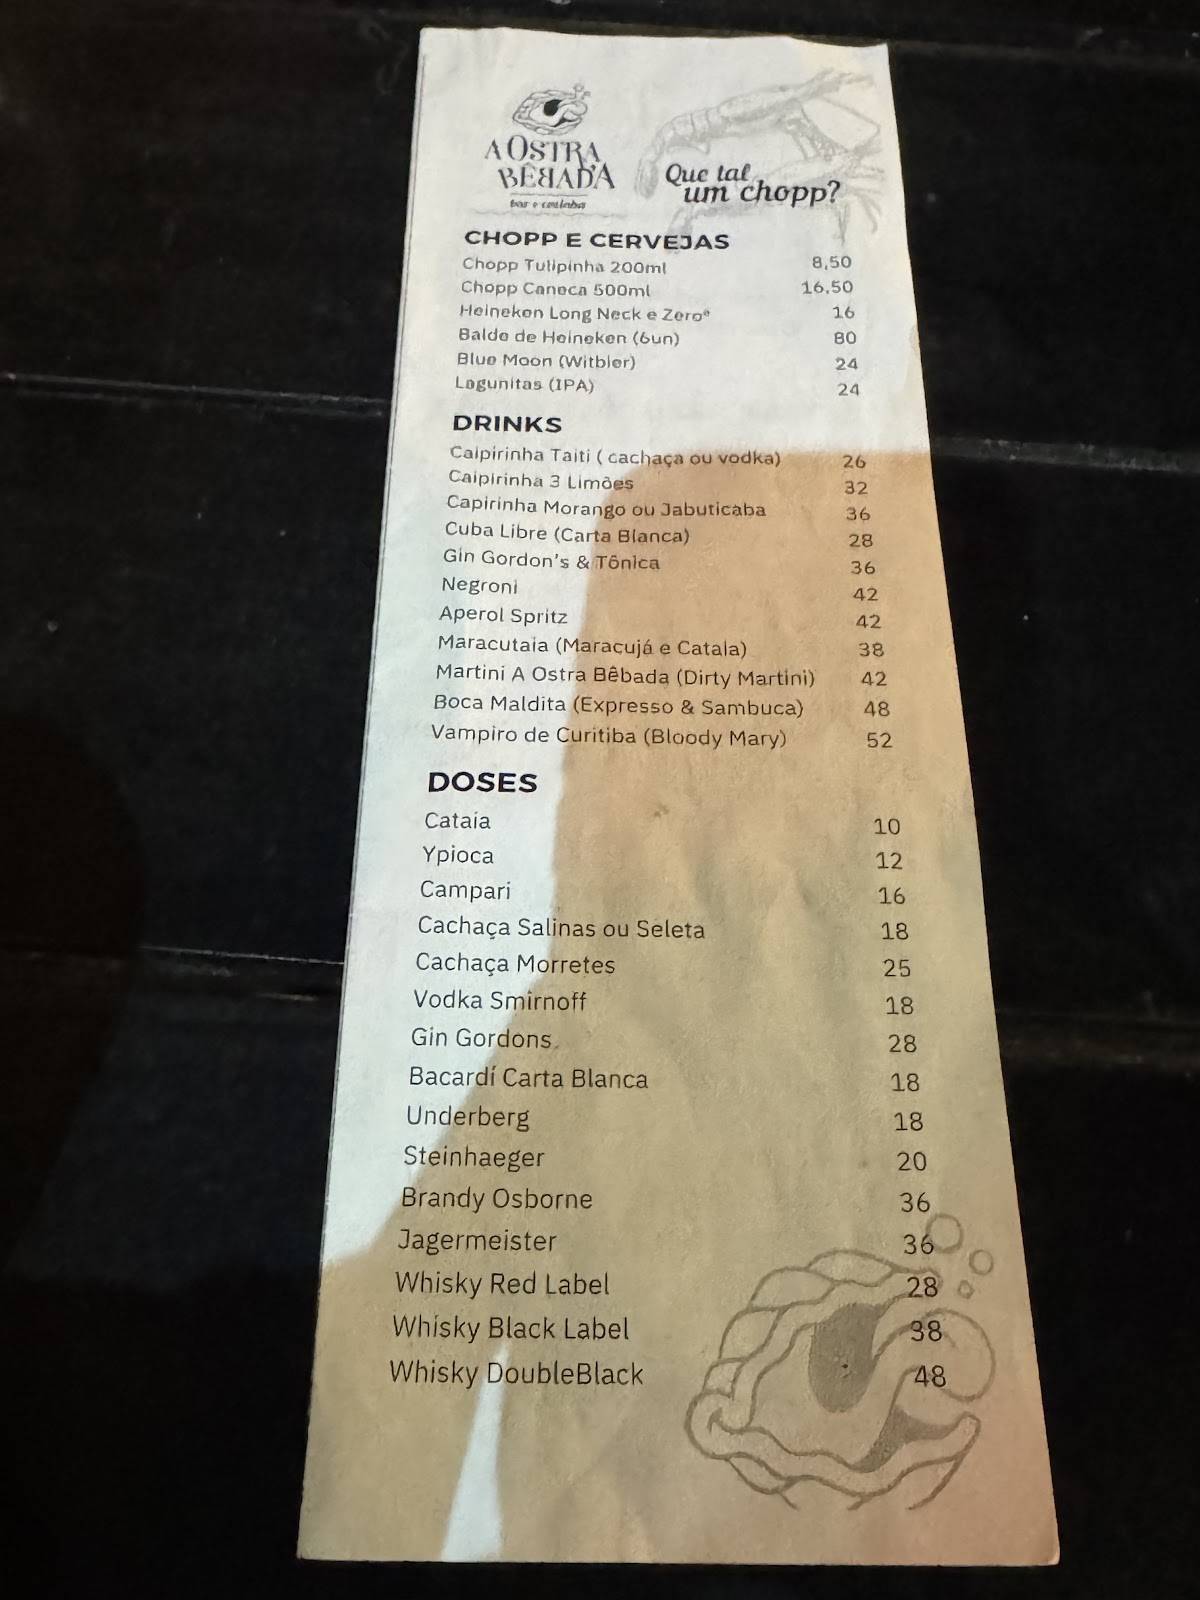 A OSTRA
BÊBADA
bar e cozinha
Que tal
um chopp?
CHOPP E CERVEJAS
Chopp Tulipinha 200ml 8,50
Chopp Caneca 500ml 16,50
Heineken Long Neck e Zero* 16
Balde de Heineken (6un) 80
Blue Moon (Witbier) 24
Lagunitas (IPA) 24
DRINKS
Caipirinha Taiti ( cachaça ou vodka) 26
Caipirinha 3 Limões 32
Capirinha Morango ou Jabuticaba 36
Cuba Libre (Carta Blanca) 28
Gin Gordon's & Tônica 36
Negroni 42
Aperol Spritz 42
Maracutaia (Maracujá e Cataia) 38
Martini A Ostra Bêbada (Dirty Martini) 42
Boca Maldita (Expresso & Sambuca) 48
Vampiro de Curitiba (Bloody Mary) 52
DOSES
Cataia 10
Ypioca 12
Campari 16
Cachaça Salinas ou Seleta 18
Cachaça Morretes 25
Vodka Smirnoff 18
Gin Gordons. 28
Bacardí Carta Blanca 18
Underberg 18
Steinhaeger 20
Brandy Osborne 36
Jagermeister 36
Whisky Red Label 28
Whisky Black Label 38
Whisky DoubleBlack 48